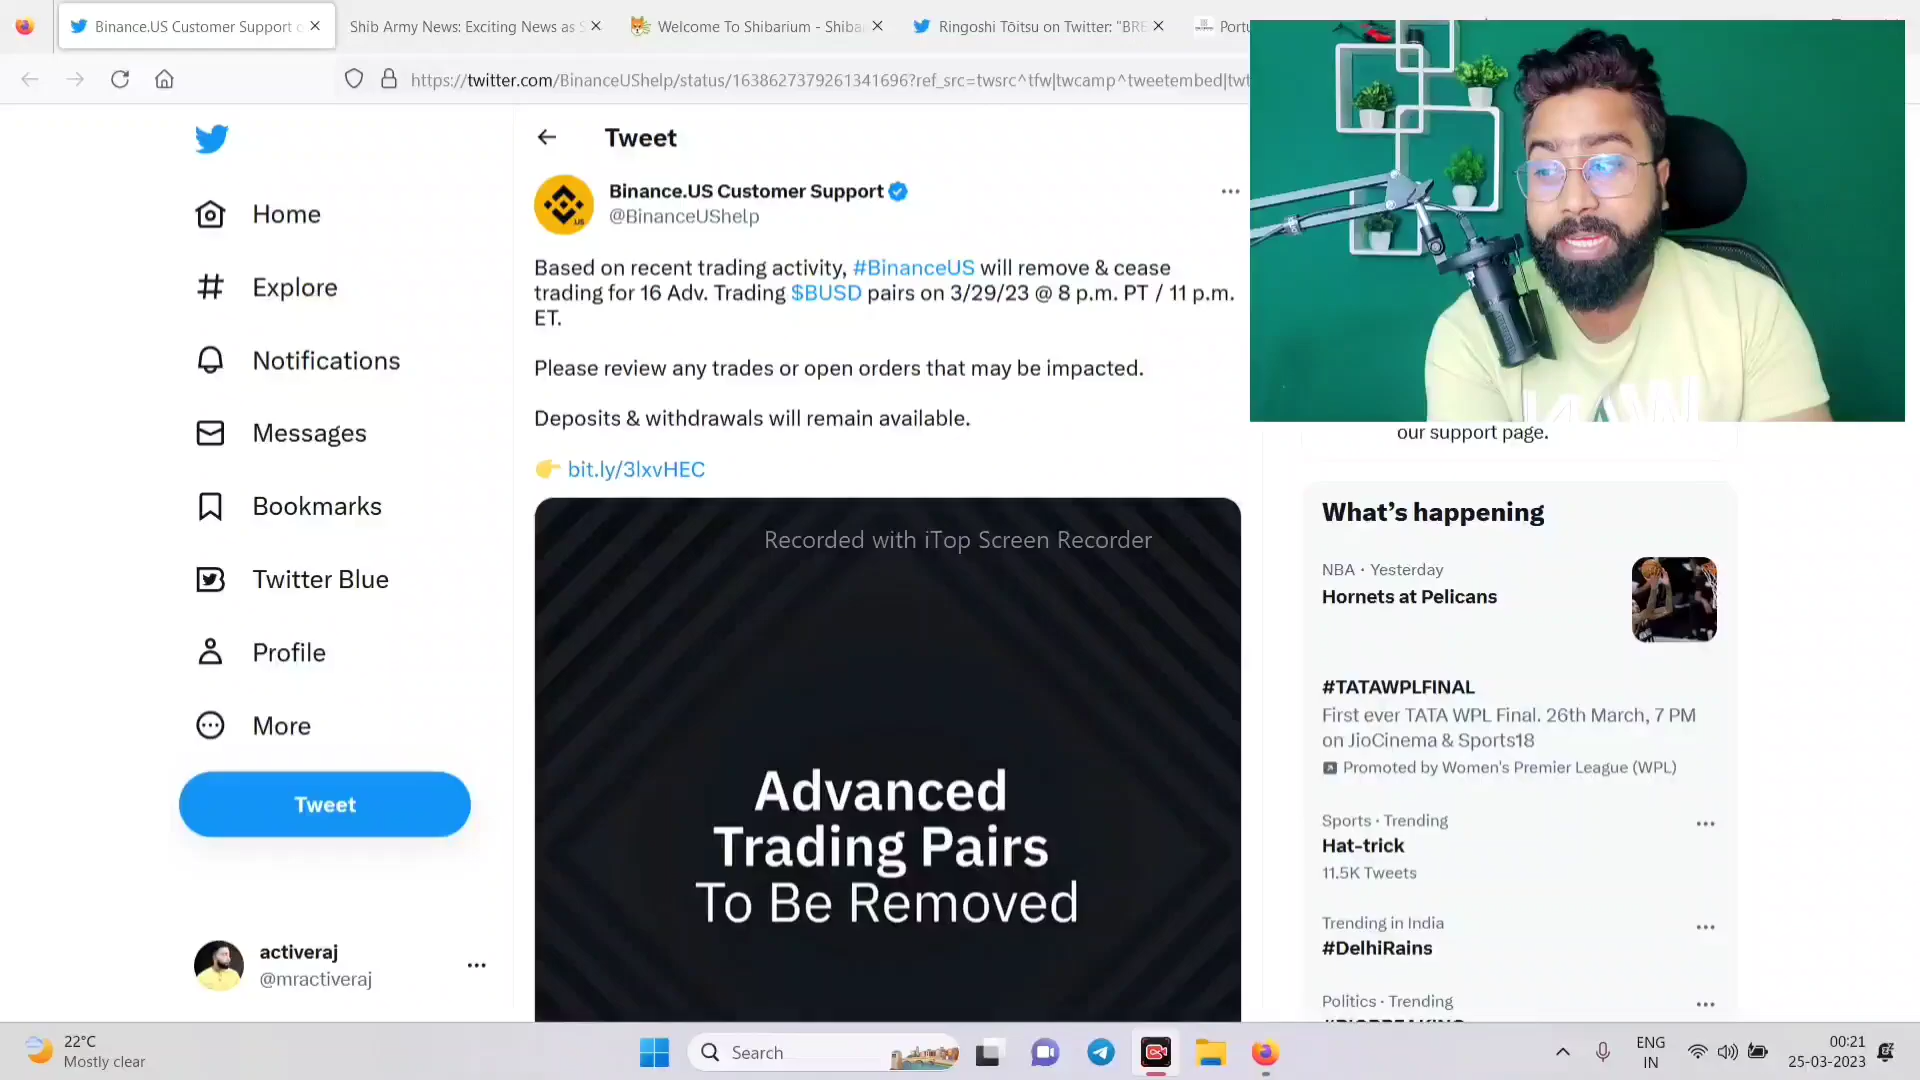 Binance.US Customer Support
Shib Army News: Exciting News as
Welcome To Shibarium - Shiba
Ringoshi Tōitsu on Twitter: "BRE
Portu
https://twitter.com/BinanceUShelp/status/1638627379261341696?ref_src=twsrc^tfw|twcamp^tweetembed|twt
Home
Explore
Notifications
Messages
Bookmarks
Twitter Blue
Profile
More
Tweet
activeraj
@mractiveraj
Tweet
Binance.US Customer Support
@BinanceUShelp
US
Based on recent trading activity, #BinanceUS will remove & cease
trading for 16 Adv. Trading $BUSD pairs on 3/29/23 @ 8 p.m. PT / 11 p.m.
ET.
Please review any trades or open orders that may be impacted.
Deposits & withdrawals will remain available.
👉 bit.ly/3lxvHEC
Recorded with iTop Screen Recorder
Advanced
Trading Pairs
To Be Removed
our support page.
What's happening
NBA · Yesterday
Hornets at Pelicans
#TATAWPLFINAL
First ever TATA WPL Final. 26th March, 7 PM
on JioCinema & Sports18
Promoted by Women's Premier League (WPL)
Sports · Trending
Hat-trick
11.5K Tweets
Trending in India
#DelhiRains
Politics · Trending
22°C
Mostly clear
Search
ENG
IN
00:21
25-03-2023